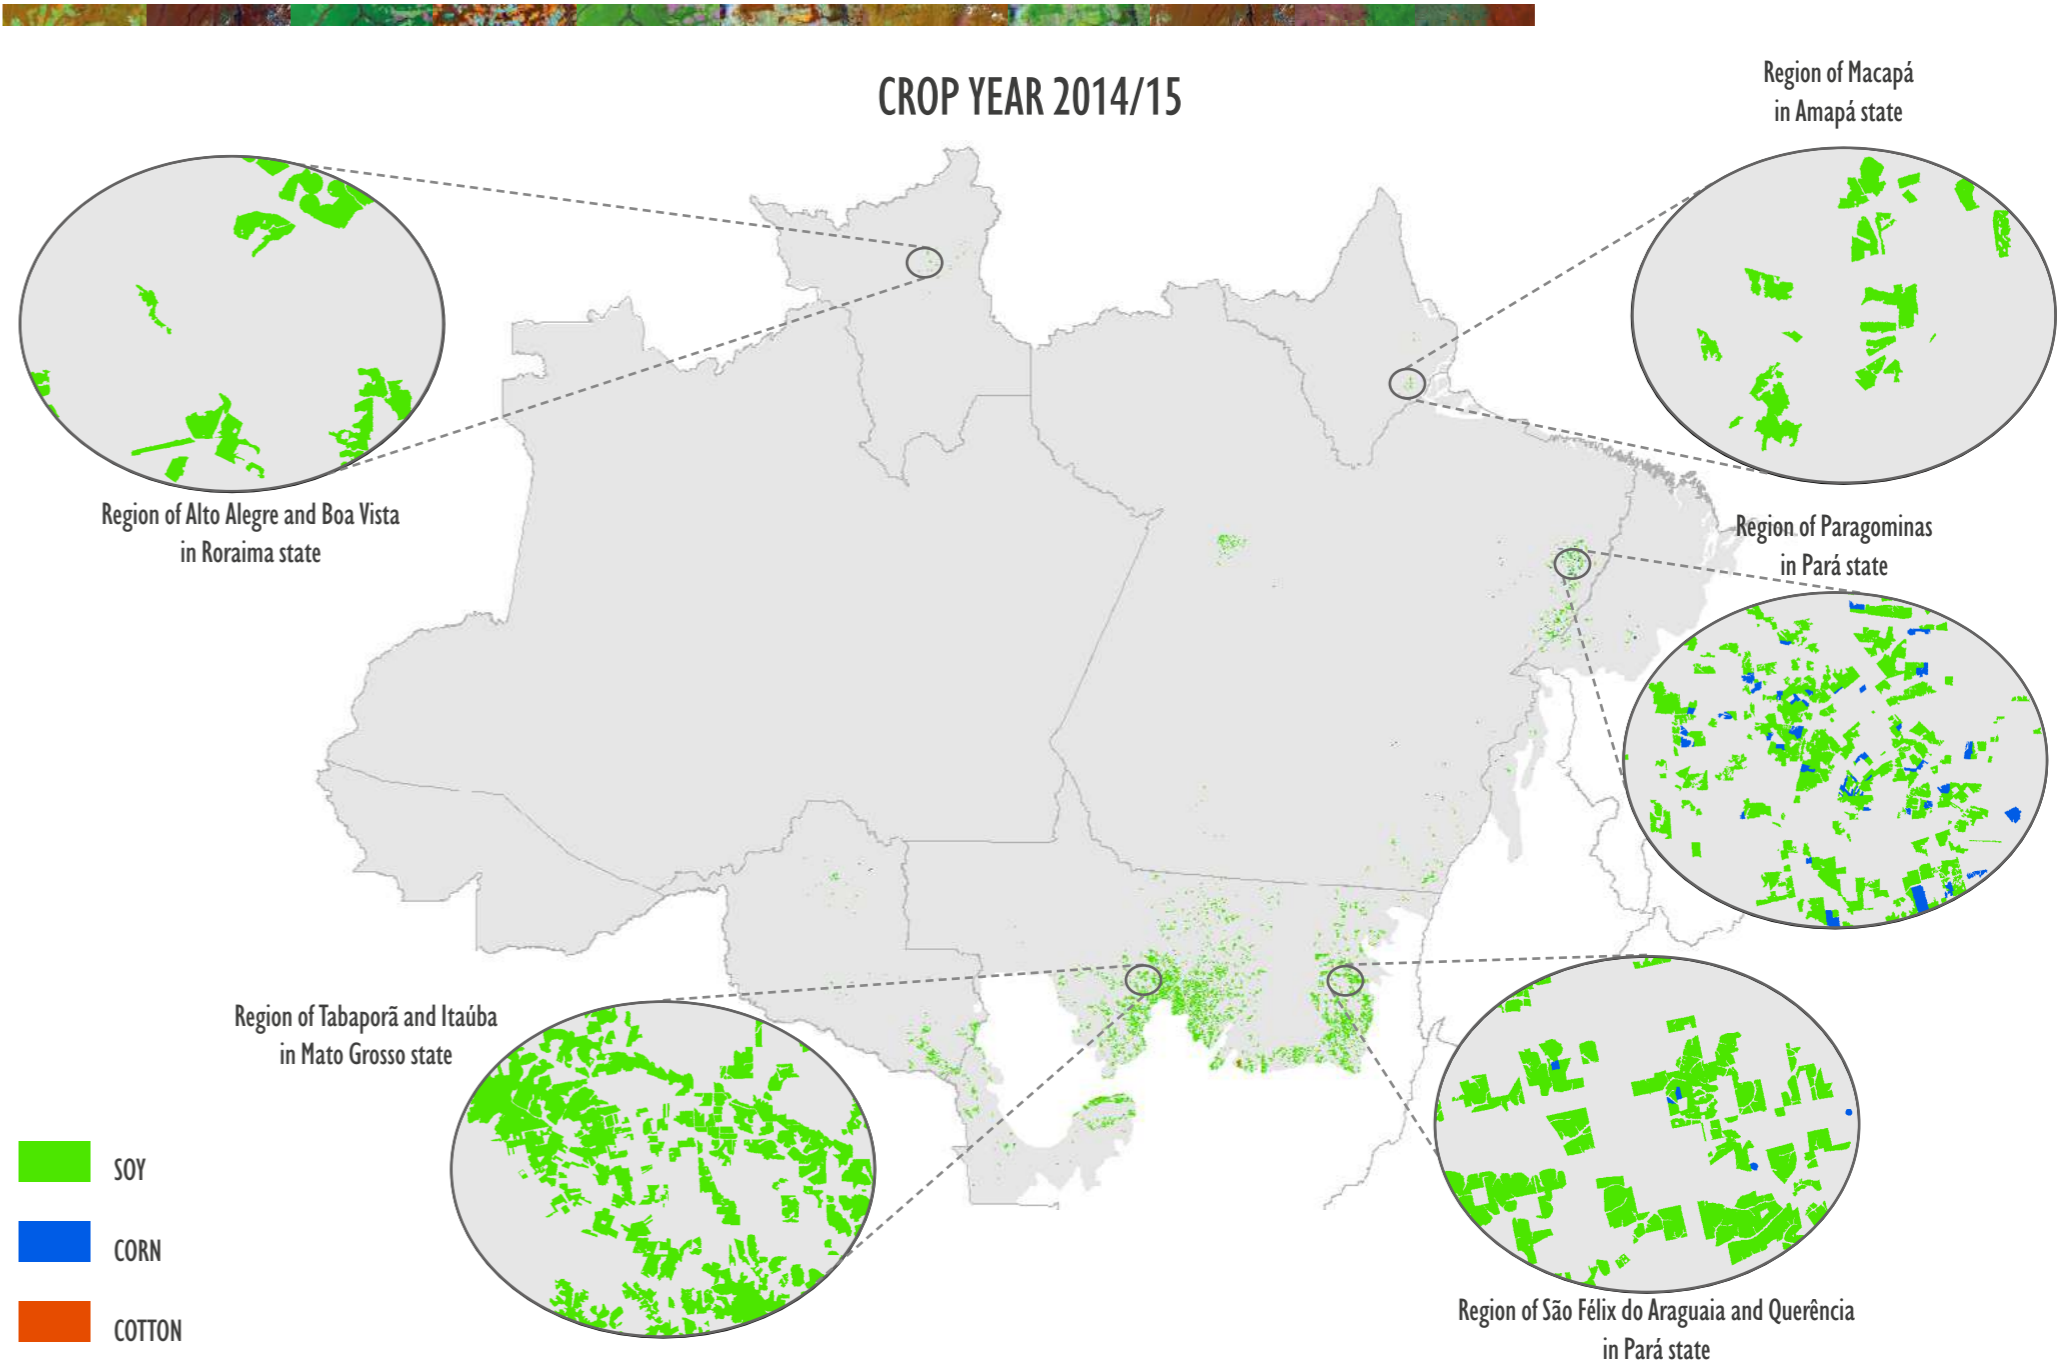 CROP YEAR 2014/15
Region of Macapá
in Amapá state
Region of Alto Alegre and Boa Vista
in Roraima state
Region of Paragominas
in Pará state
Region of Tabaporã and Itaúba
in Mato Grosso state
SOY
CORN
COTTON
Region of São Félix do Araguaia and Querência
in Pará state